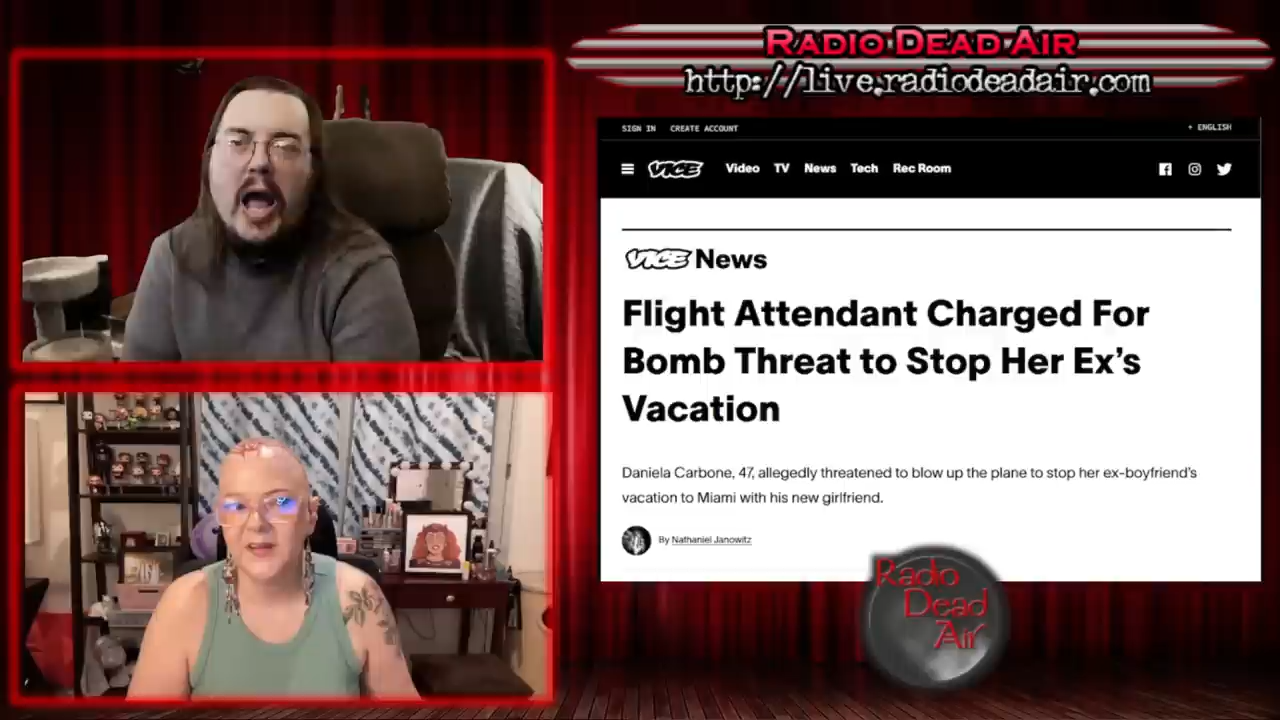 Radio Dead Air
http://live.radiodeadair.com
SIGN IN CREATE ACCOUNT + ENGLISH
VICE Video TV News Tech Rec Room
VICE News
Flight Attendant Charged For
Bomb Threat to Stop Her Ex's
Vacation
Daniela Carbone, 47, allegedly threatened to blow up the plane to stop her ex-boyfriend's
vacation to Miami with his new girlfriend.
By Nathaniel Janowitz
Radio
Dead
Air